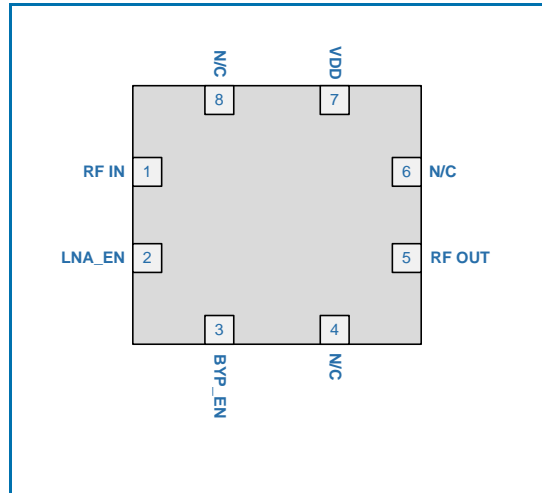 N/C
VDD
8
7
RF IN
1
6
N/C
LNA_EN
2
5
RF OUT
3
4
BYP_EN
N/C